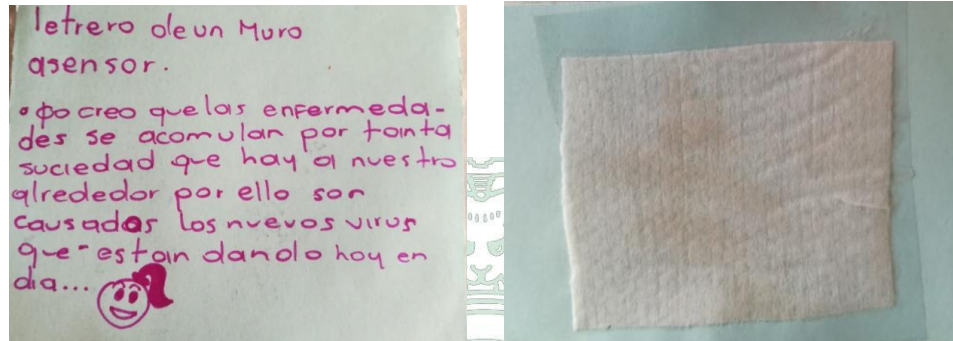 letrero de un Muro
asensor.
• yo creo que las enfermeda-
des se acomulan por tanta
suciedad que hay a nuestro
alrededor por ello son
causados los nuevos virus
que estan dando hoy en
dia...